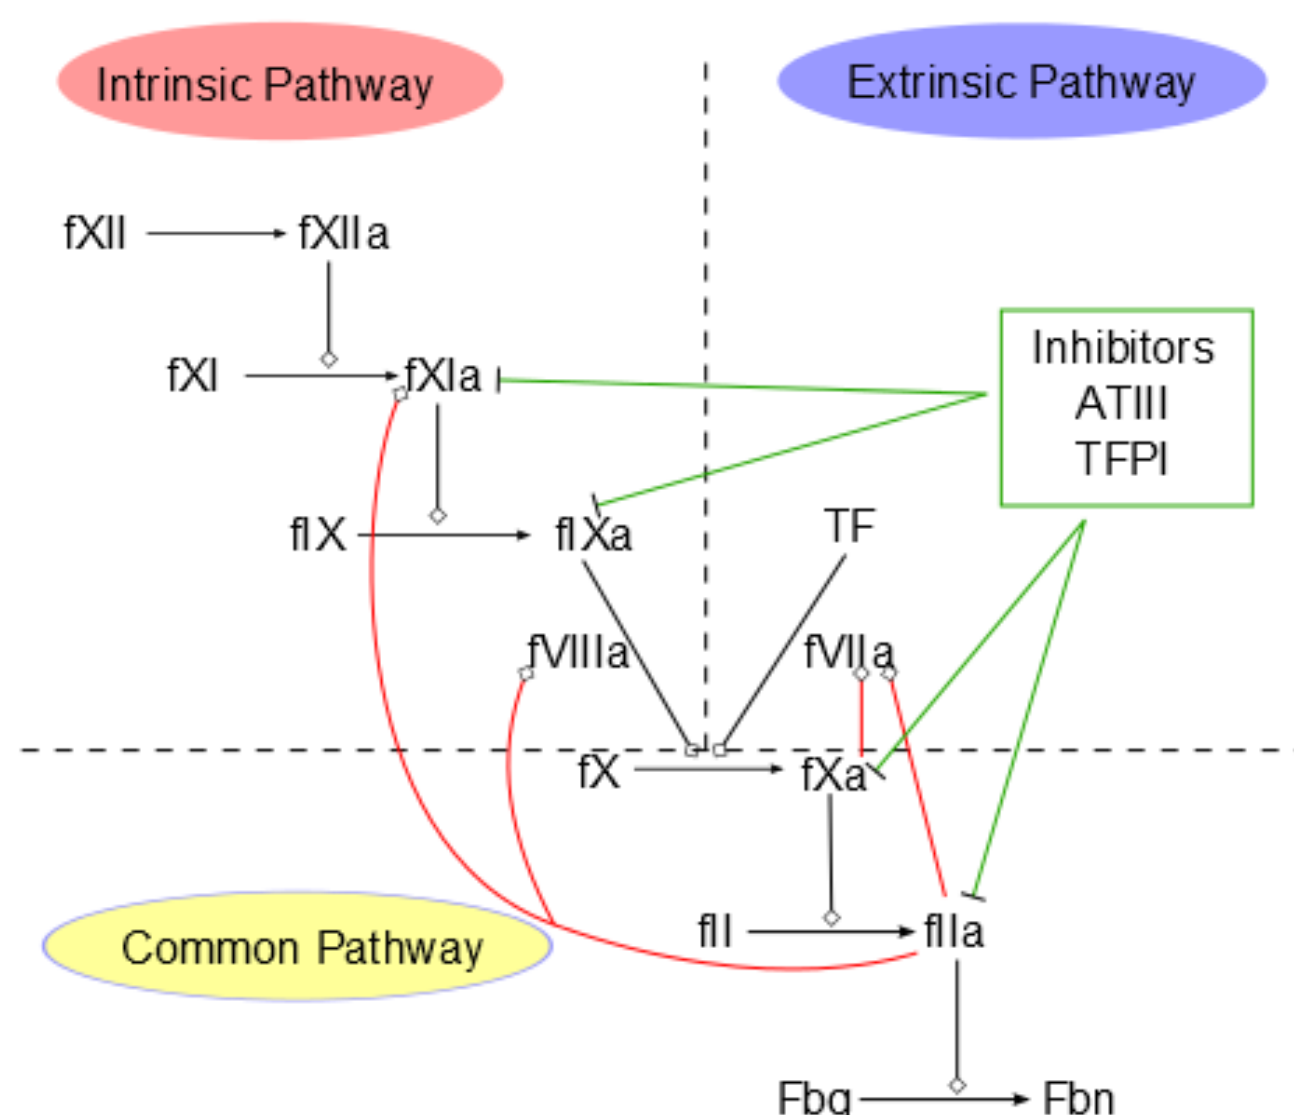 Intrinsic Pathway
Extrinsic Pathway
fXII
fXIIa
fXI
fXIa
Inhibitors
ATIII
TFPI
fIX
fIXa
TF
fVIIIa
fVIIa
fX
fXa
Common Pathway
fII
fIIa
Fbg
Fbn